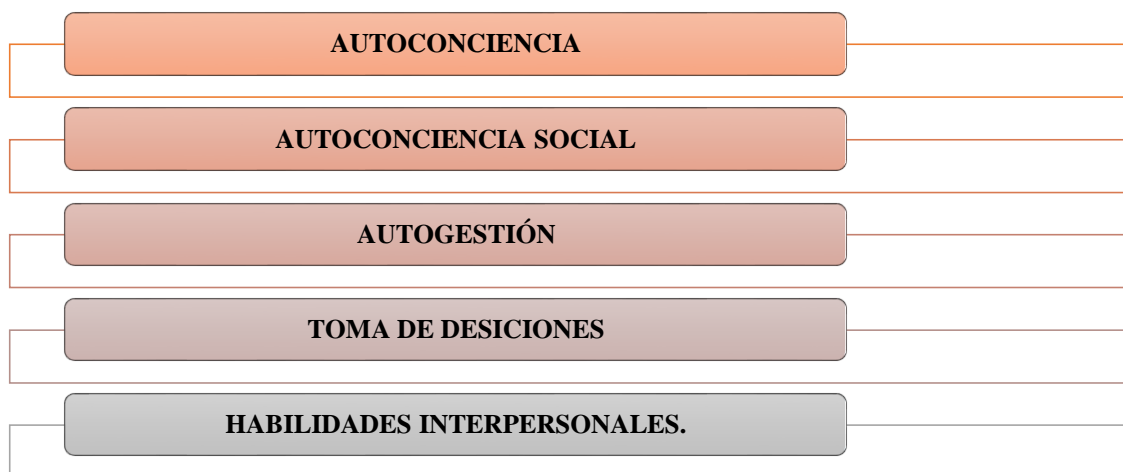 AUTOCONCIENCIA
AUTOCONCIENCIA SOCIAL
AUTOGESTIÓN
TOMA DE DESICIONES
HABILIDADES INTERPERSONALES.